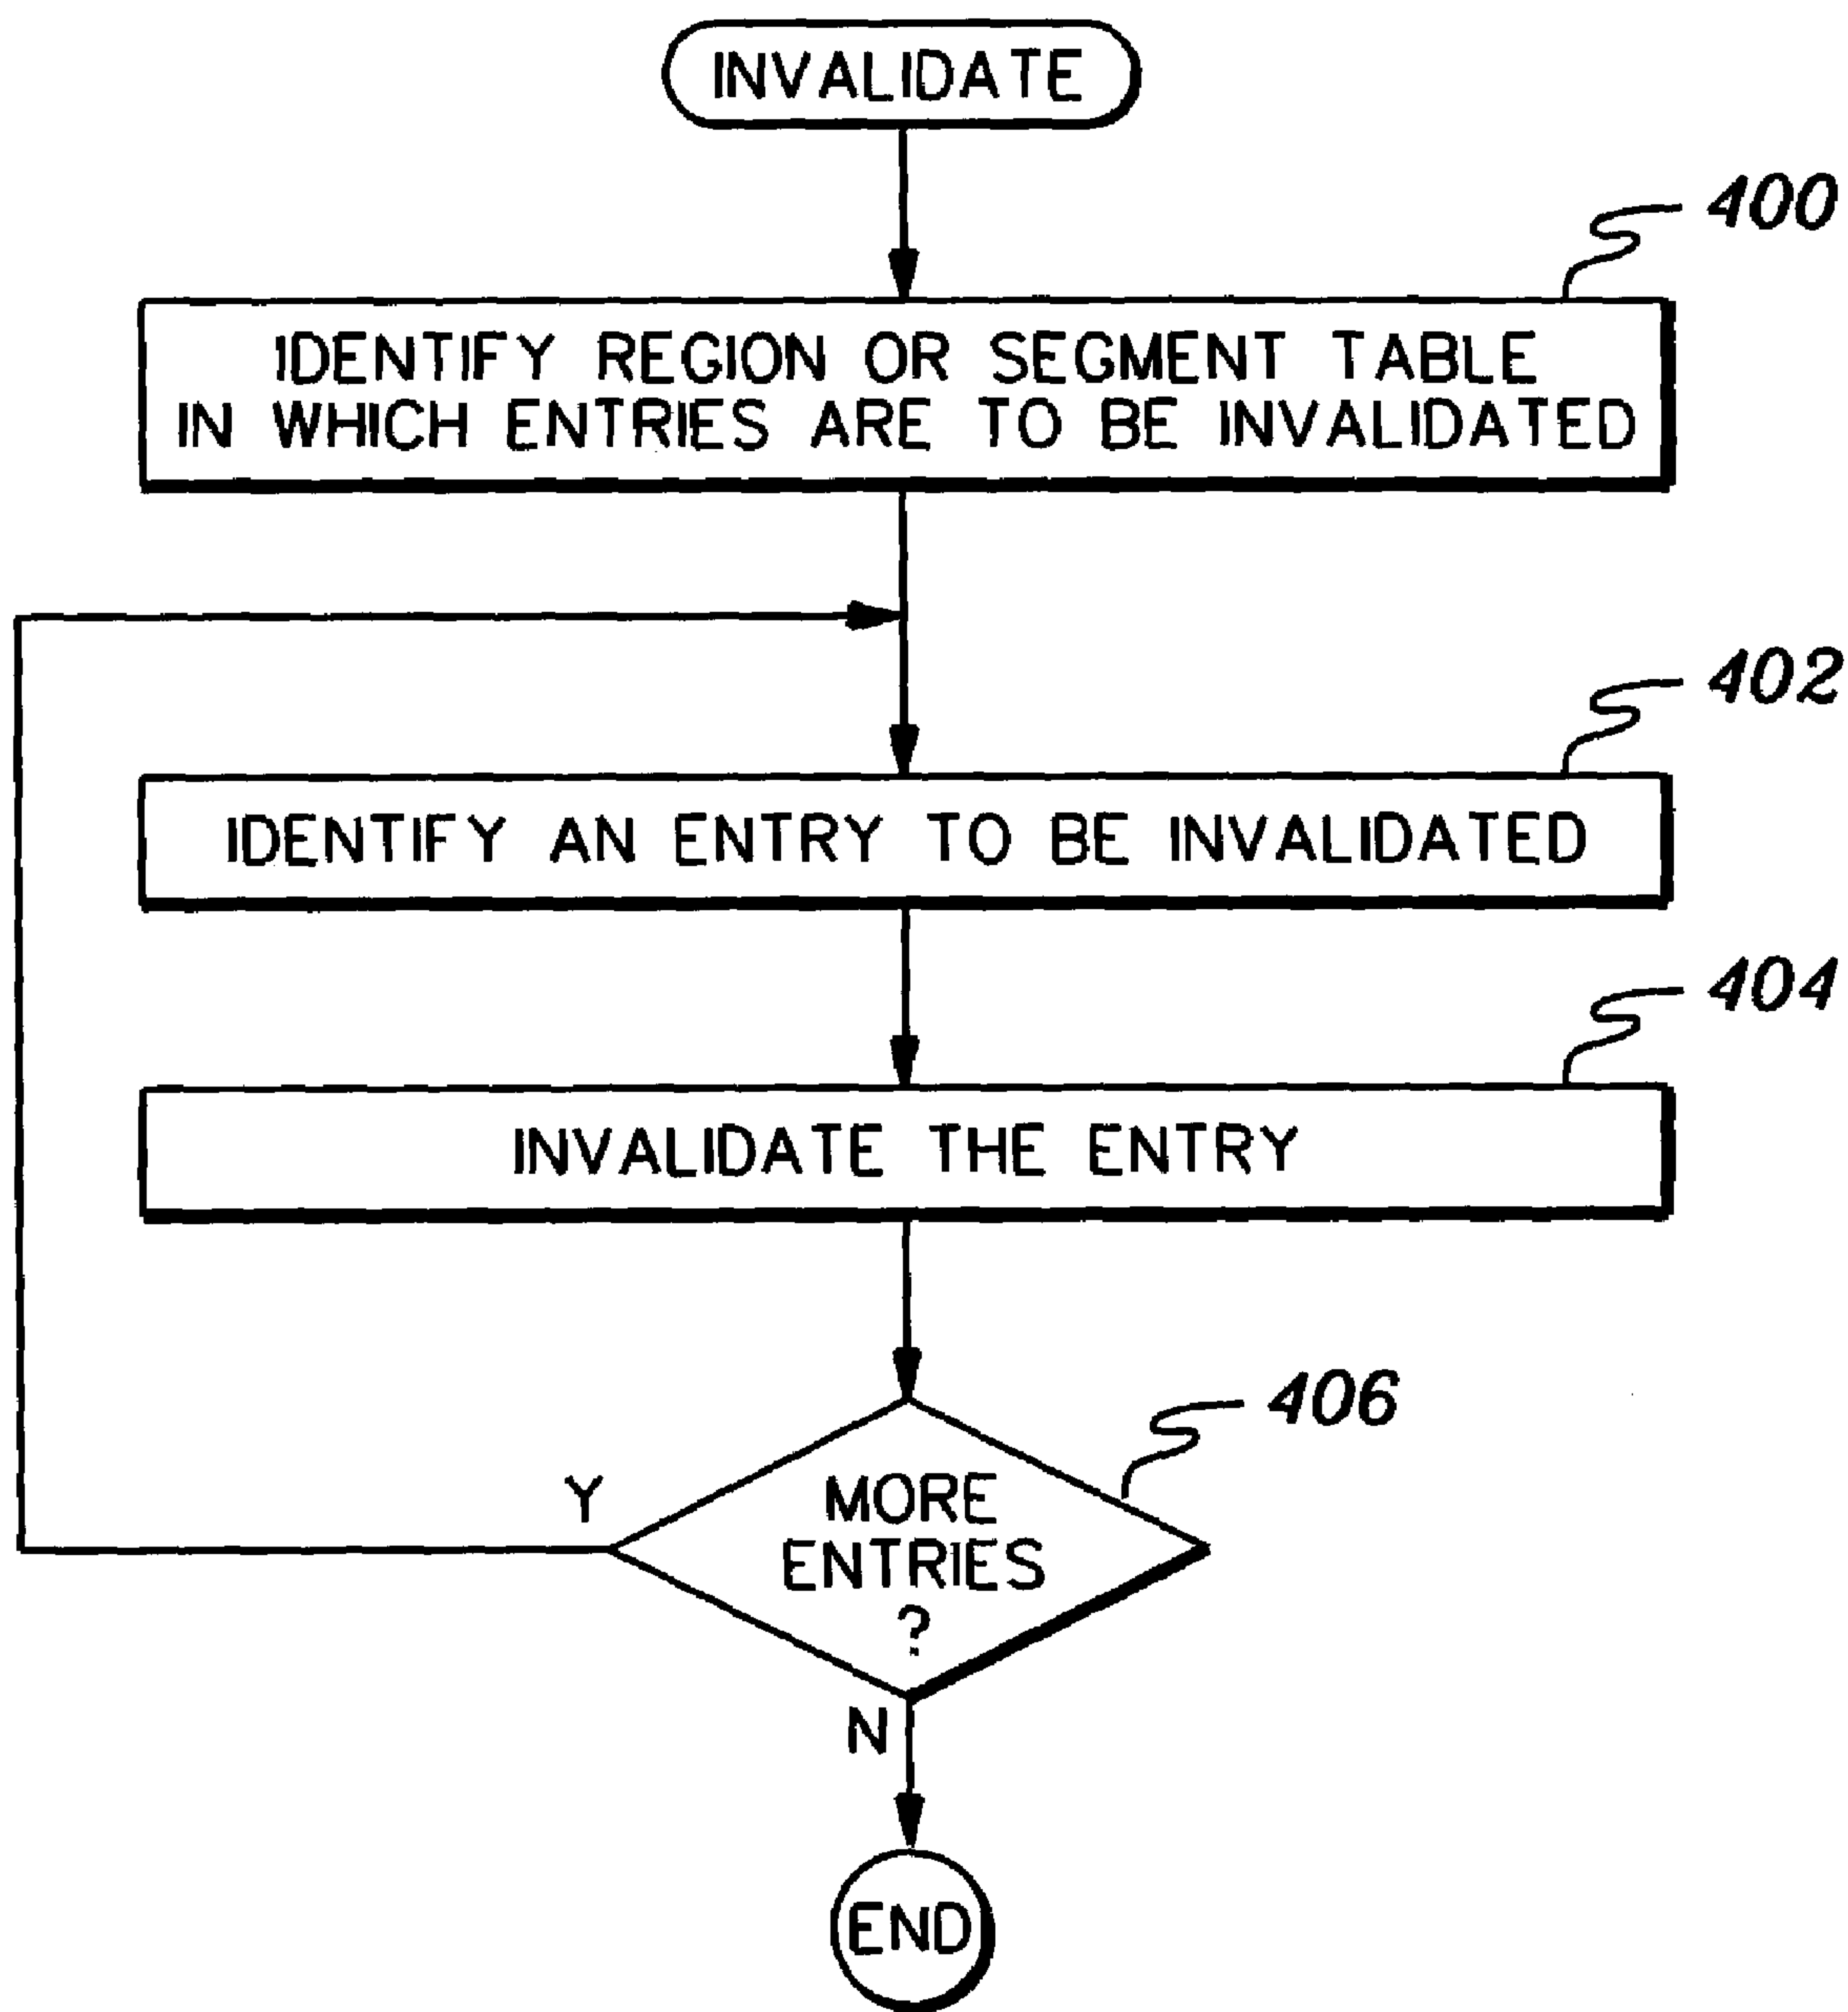 INVALIDATE
400
IDENTIFY REGION OR SEGMENT TABLE
IN WHICH ENTRIES ARE TO BE INVALIDATED
402
IDENTIFY AN ENTRY TO BE INVALIDATED
404
INVALIDATE THE ENTRY
406
Y
MORE
ENTRIES
?
N
END